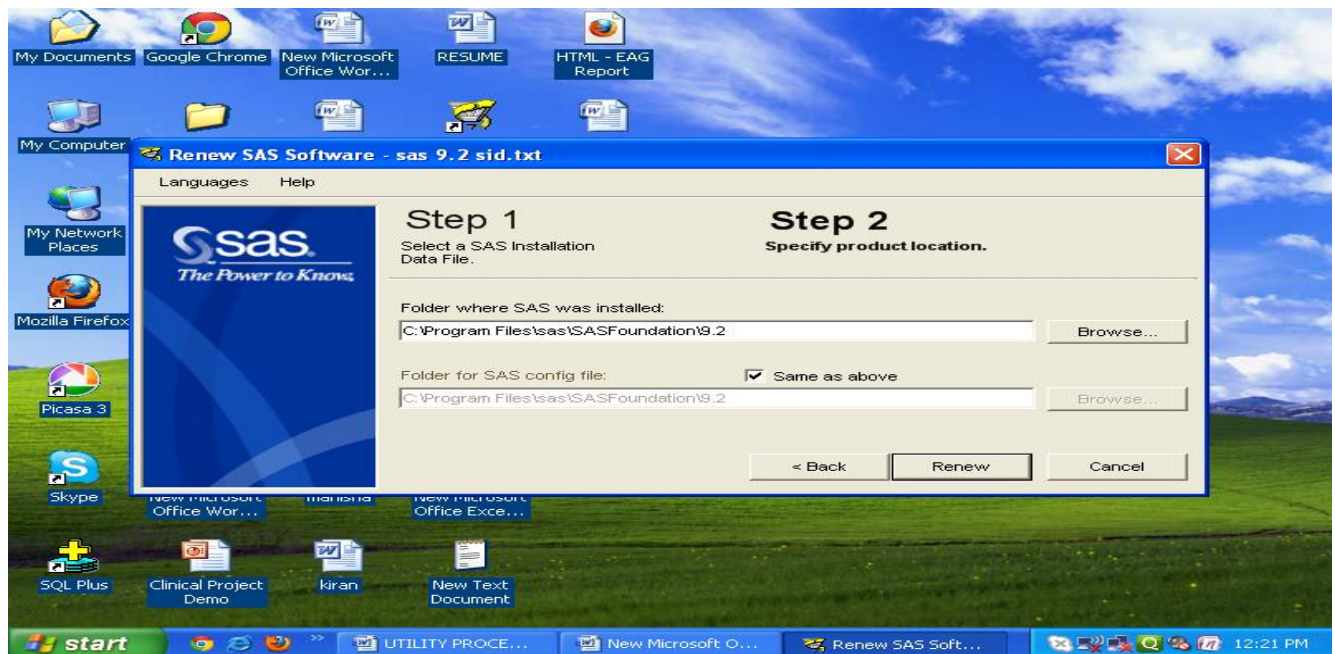 My Documents
Google Chrome
New Microsoft
Office Wor...
RESUME
HTML - EAG
Report
My Computer
Renew SAS Software - sas 9.2 sid.txt
Languages Help
sas.
The Power to Know
Step 1
Select a SAS Installation
Data File.
Step 2
Specify product location.
Folder where SAS was installed:
C:\Program Files\sas\SASFoundation\9.2
Browse...
Folder for SAS config file:
Same as above
C:\Program Files\sas\SASFoundation\9.2
Browse...
< Back
Renew
Cancel
My Network
Places
Mozilla Firefox
Picasa 3
Skype
New Microsoft
Office Wor...
manisha
New Microsoft
Office Exce...
SQL Plus
Clinical Project
Demo
kiran
New Text
Document
start
UTILITY PROCE...
New Microsoft O...
Renew SAS Soft...
12:21 PM